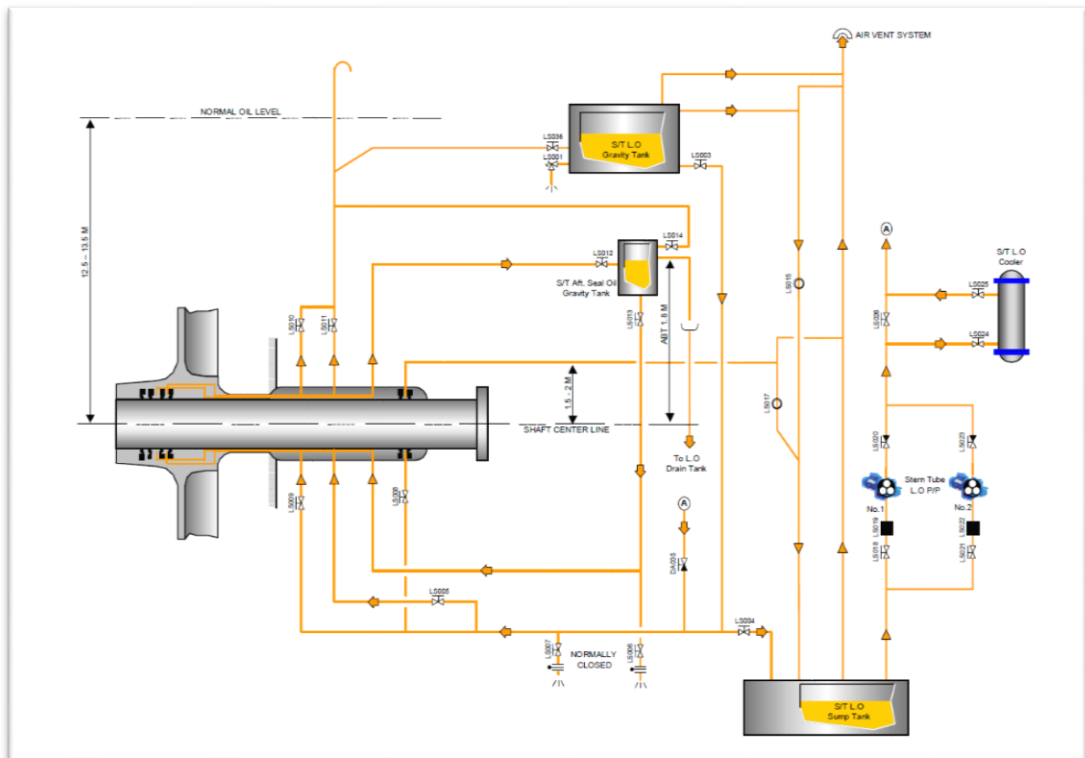 AIR VENT SYSTEM
NORMAL OIL LEVEL
S/T L.O
Gravity Tank
LS036
LS001
LS003
12.5 – 13.5 M
LS014
LS012
S/T Aft. Seal Oil
Gravity Tank
LS013
ABT 1.8 M
LS015
A
S/T L.O
Cooler
LS025
LS026
LS024
LS010
LS011
1.5 - 2 M
LS017
SHAFT CENTER LINE
To L.O
Drain Tank
LS020
LS023
Stern Tube
L.O P/P
No.1
No.2
LS009
LS008
A
LS019
LS022
LS018
LS021
DA035
LS005
LS004
LS007
NORMALLY
CLOSED
LS006
S/T L.O
Sump Tank